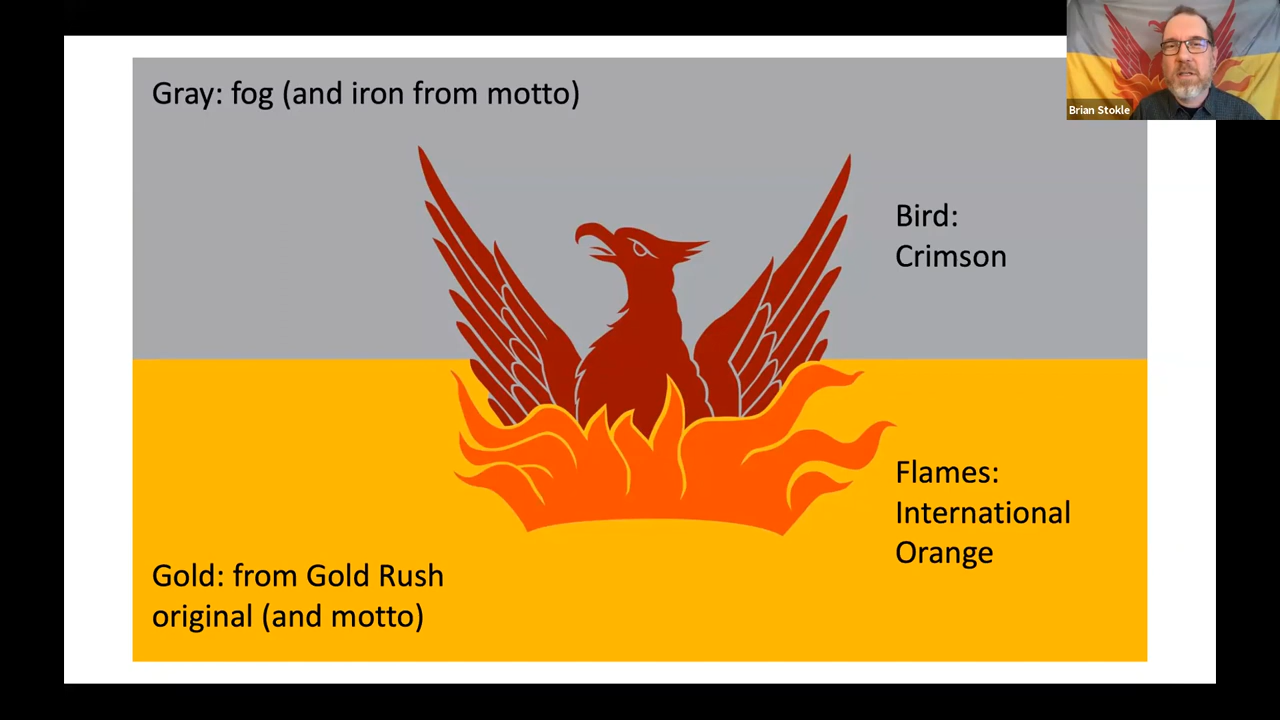 Gray: fog (and iron from motto)
Brian Stokle
Bird:
Crimson
Flames:
International
Orange
Gold: from Gold Rush
original (and motto)